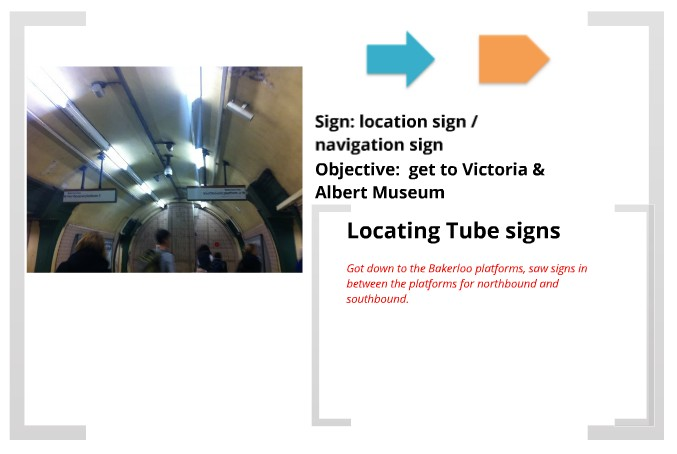 Sign: location sign /
navigation sign
Objective:  get to Victoria &
Albert Museum
Locating Tube signs
Got down to the Bakerloo platforms, saw signs in
between the platforms for northbound and
southbound.